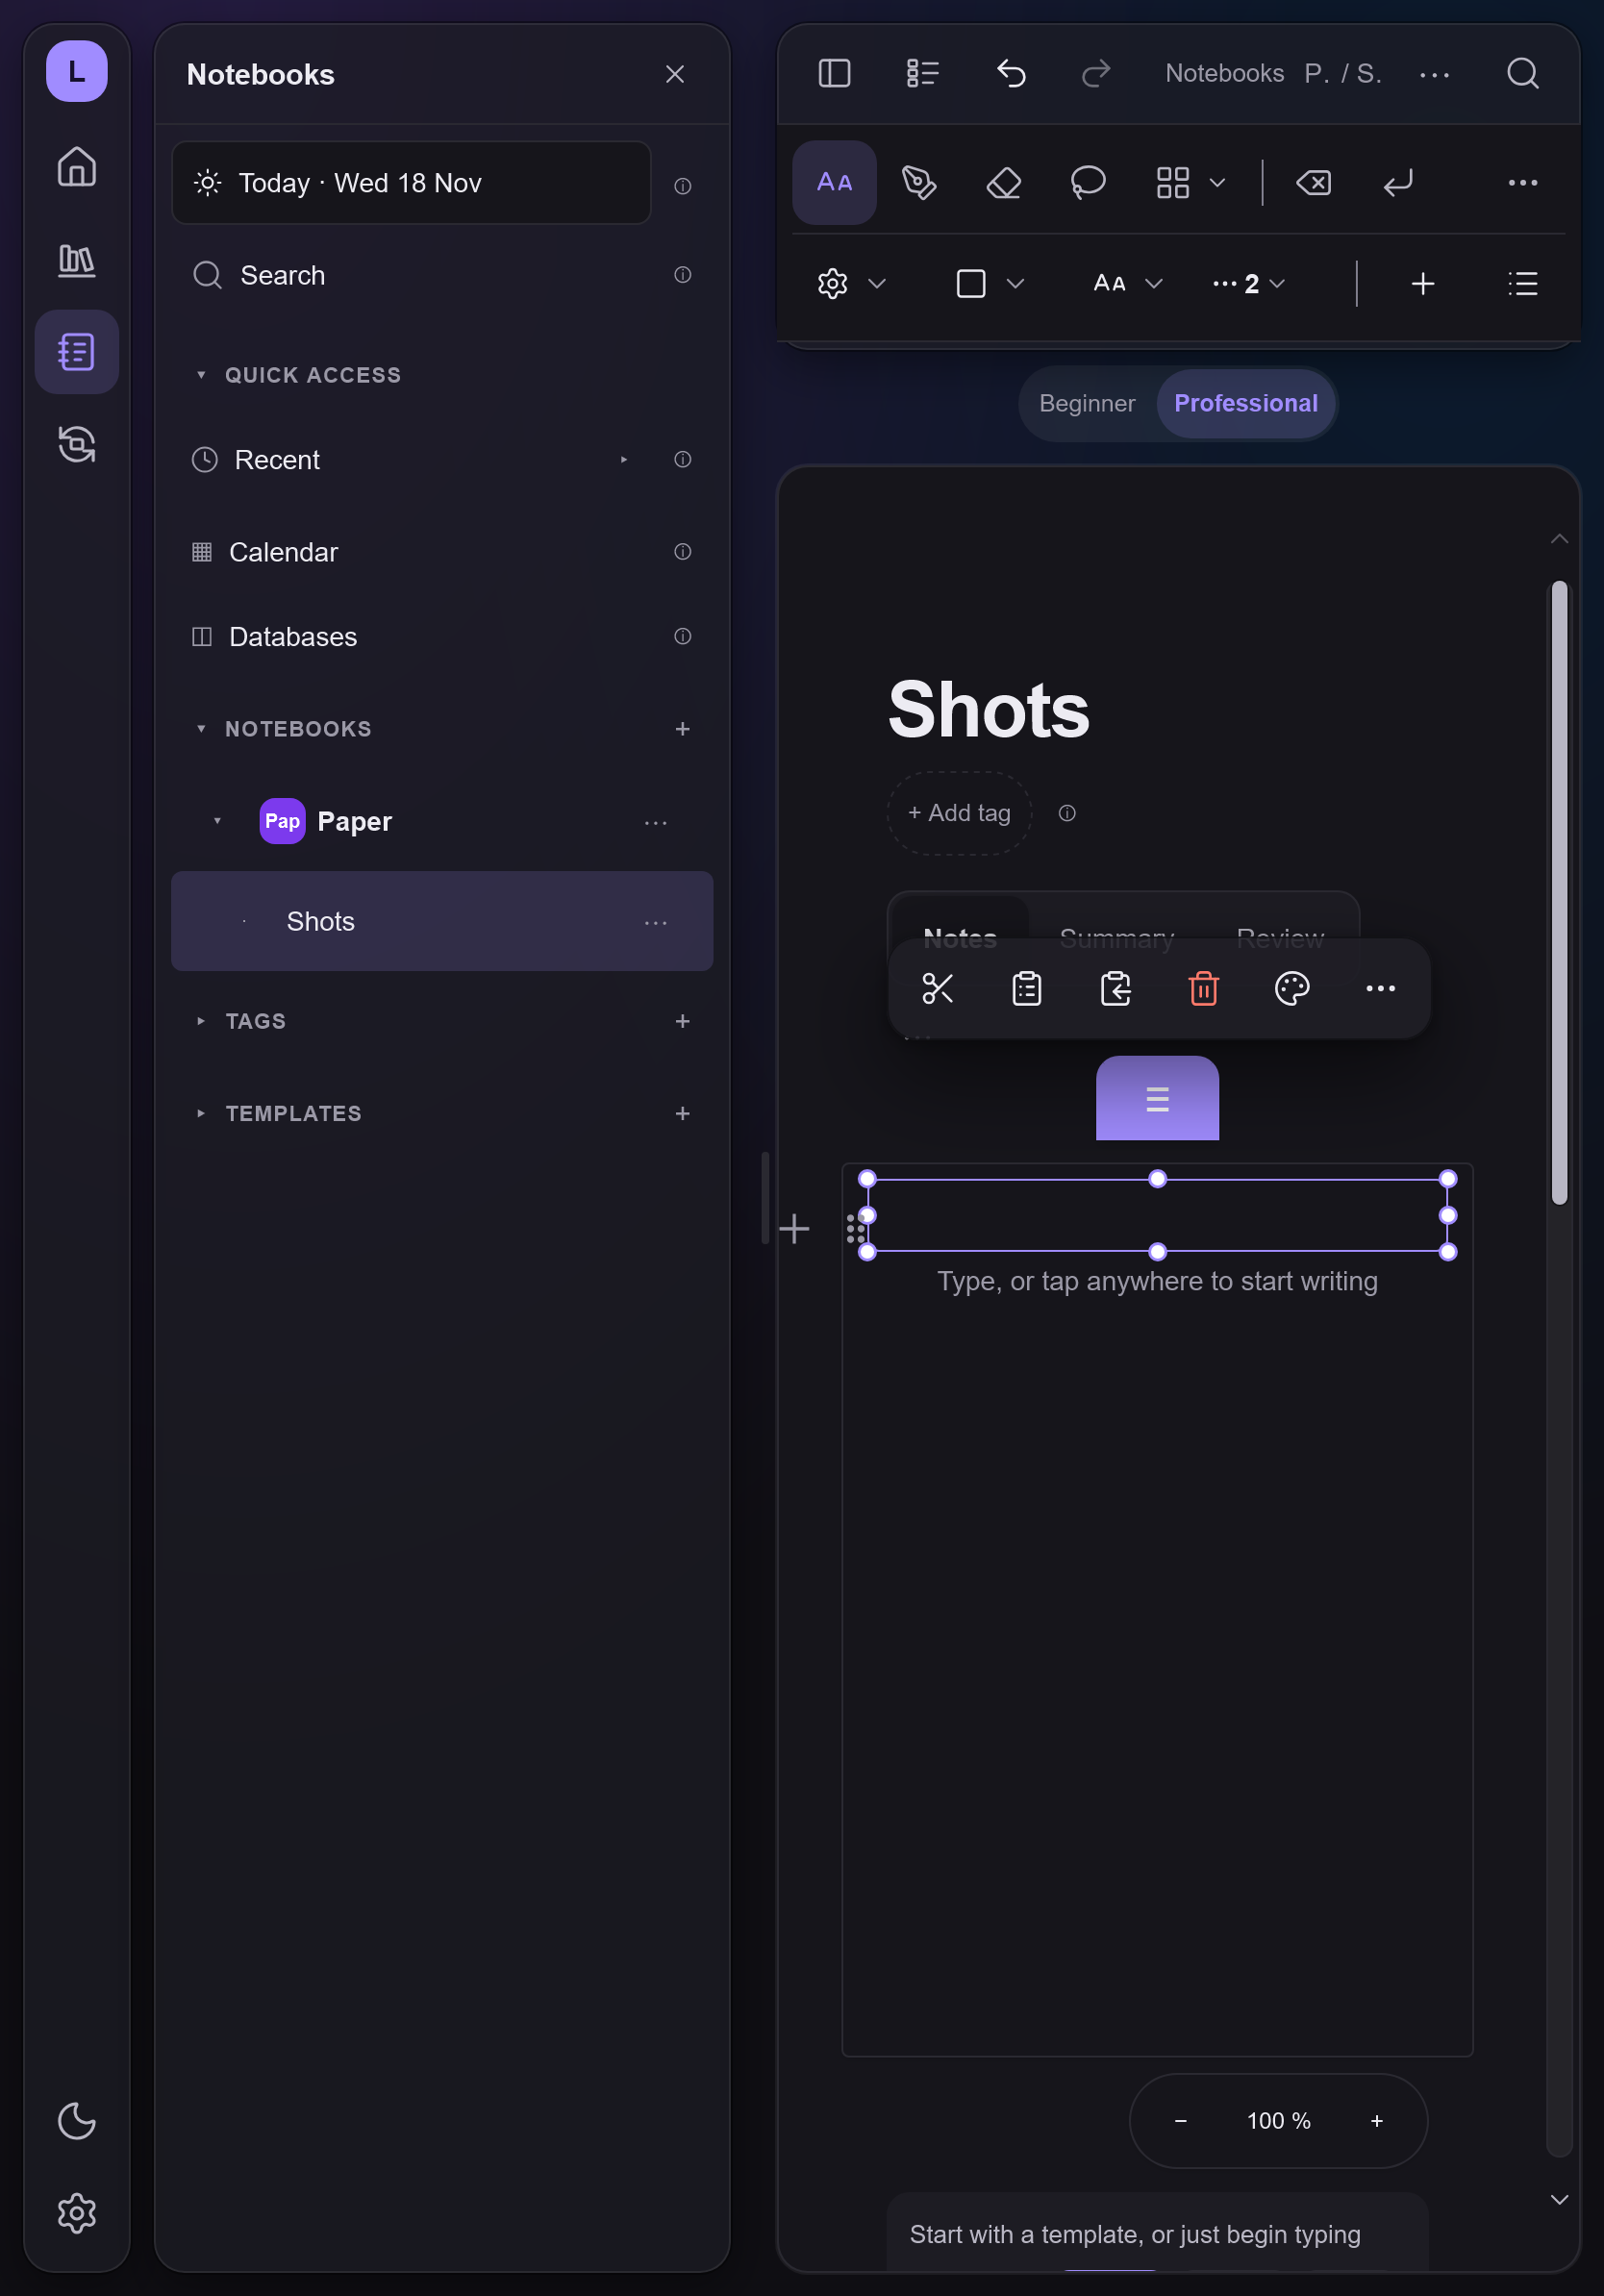 L
Notebooks
Today · Wed 18 Nov
Search
QUICK ACCESS
Recent
Calendar
Databases
NOTEBOOKS
Pap Paper
Shots
TAGS
TEMPLATES
Notebooks P. / S.
Aa
Aa
2
Beginner Professional
Shots
+ Add tag
Notes Summary Review
Type, or tap anywhere to start writing
− 100 % +
Start with a template, or just begin typing